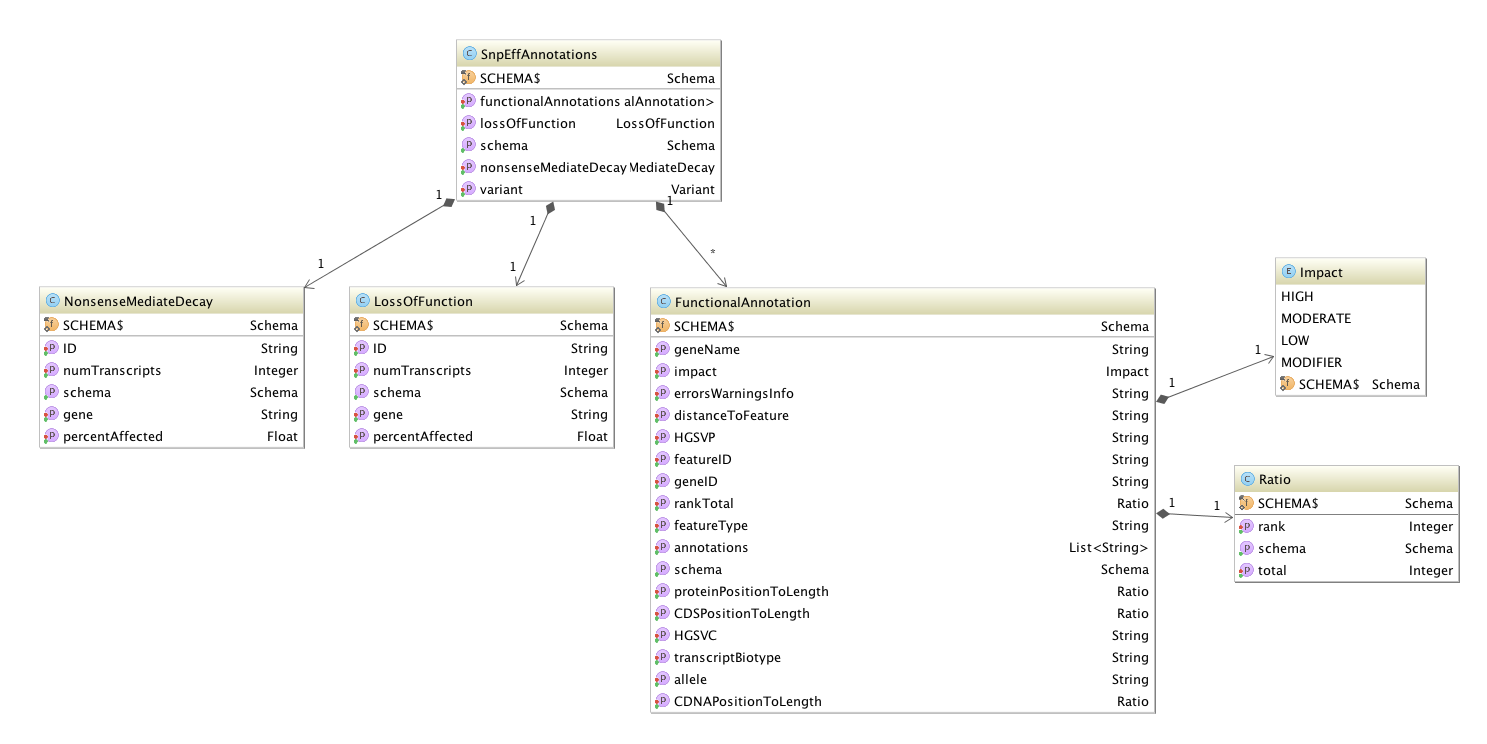 SnpEffAnnotations
SCHEMA$ Schema
functionalAnnotations alAnnotation>
lossOfFunction LossOfFunction
schema Schema
nonsenseMediateDecay MediateDecay
variant Variant
1
1
1
1
1
*
NonsenseMediateDecay
SCHEMA$ Schema
ID String
numTranscripts Integer
schema Schema
gene String
percentAffected Float
LossOfFunction
SCHEMA$ Schema
ID String
numTranscripts Integer
schema Schema
gene String
percentAffected Float
FunctionalAnnotation
SCHEMA$ Schema
geneName String
impact Impact
errorsWarningsInfo String
distanceToFeature String
HGSVP String
featureID String
geneID String
rankTotal Ratio
featureType String
annotations List<String>
schema Schema
proteinPositionToLength Ratio
CDSPositionToLength Ratio
HGSVC String
transcriptBiotype String
allele String
CDNAPositionToLength Ratio
1
1
Impact
HIGH
MODERATE
LOW
MODIFIER
SCHEMA$ Schema
1
1
Ratio
SCHEMA$ Schema
rank Integer
schema Schema
total Integer